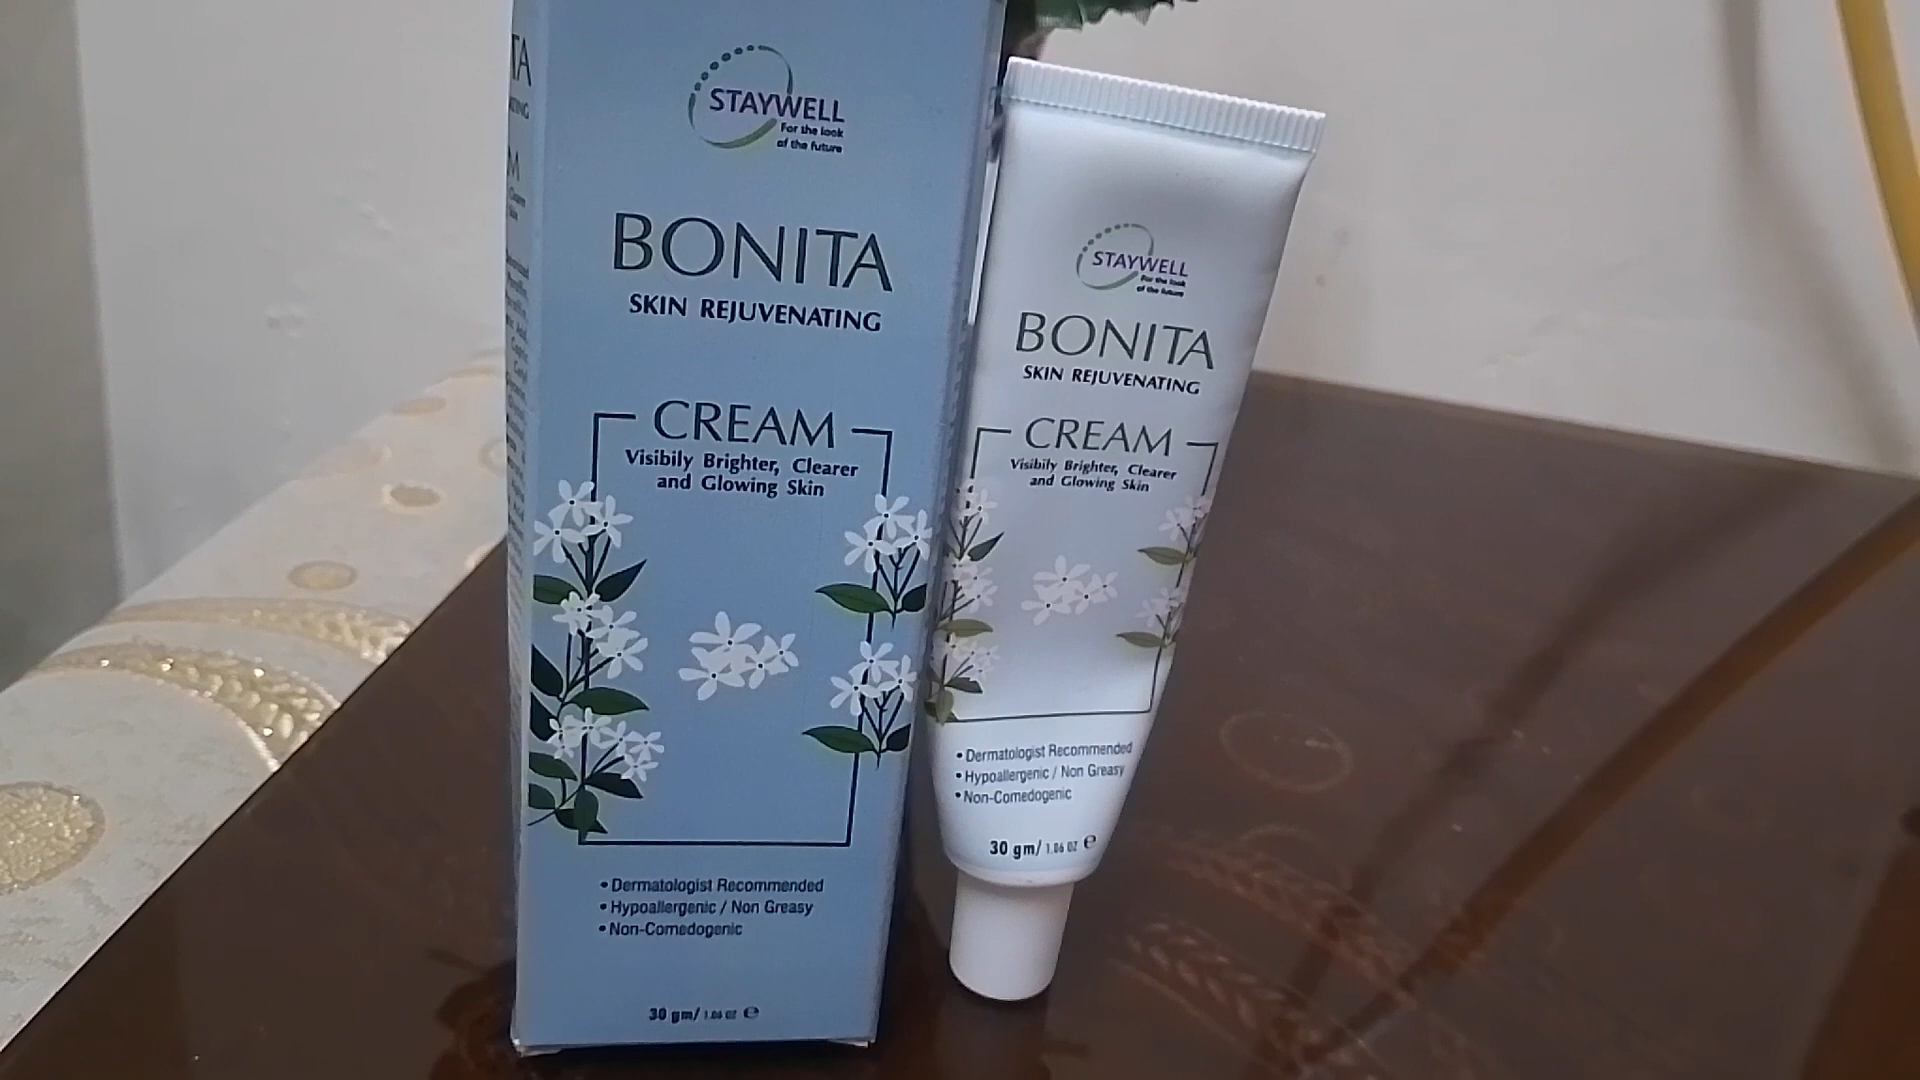 STAYWELL
For the look
of the future
BONITA
SKIN REJUVENATING
CREAM
Visibily Brighter, Clearer
and Glowing Skin
• Dermatologist Recommended
• Hypoallergenic / Non Greasy
• Non-Comedogenic
30 gm/ 1.06 OZ ℮
STAYWELL
For the look
of the future
BONITA
SKIN REJUVENATING
CREAM
Visibily Brighter, Clearer
and Glowing Skin
• Dermatologist Recommended
• Hypoallergenic / Non Greasy
• Non-Comedogenic
30 gm/ 1.06 OZ ℮